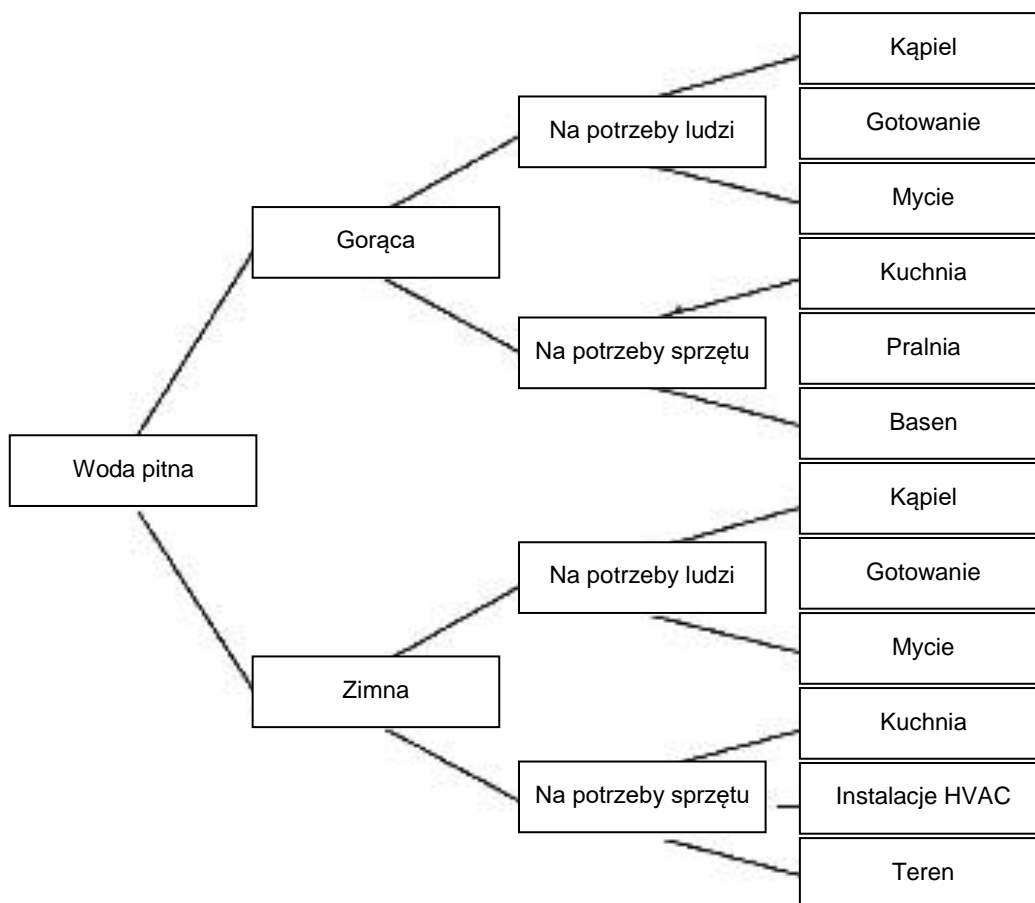 Kąpiel
Gotowanie
Mycie
Na potrzeby ludzi
Gorąca
Kuchnia
Pralnia
Basen
Na potrzeby sprzętu
Woda pitna
Kąpiel
Gotowanie
Mycie
Na potrzeby ludzi
Zimna
Kuchnia
Instalacje HVAC
Teren
Na potrzeby sprzętu